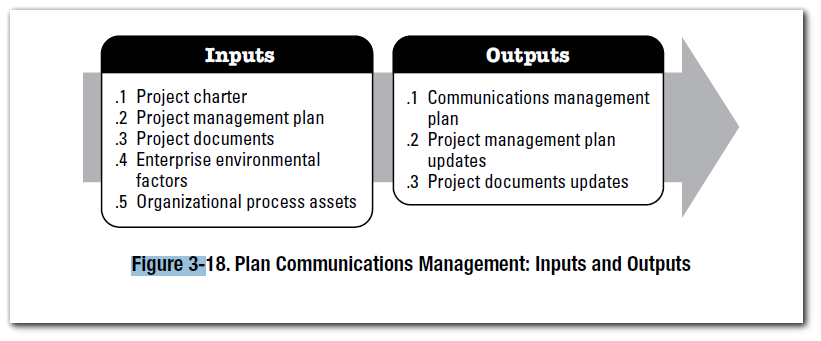 Inputs
.1 Project charter
.2 Project management plan
.3 Project documents
.4 Enterprise environmental
factors
.5 Organizational process assets
Outputs
.1 Communications management
plan
.2 Project management plan
updates
.3 Project documents updates
Figure 3-18. Plan Communications Management: Inputs and Outputs